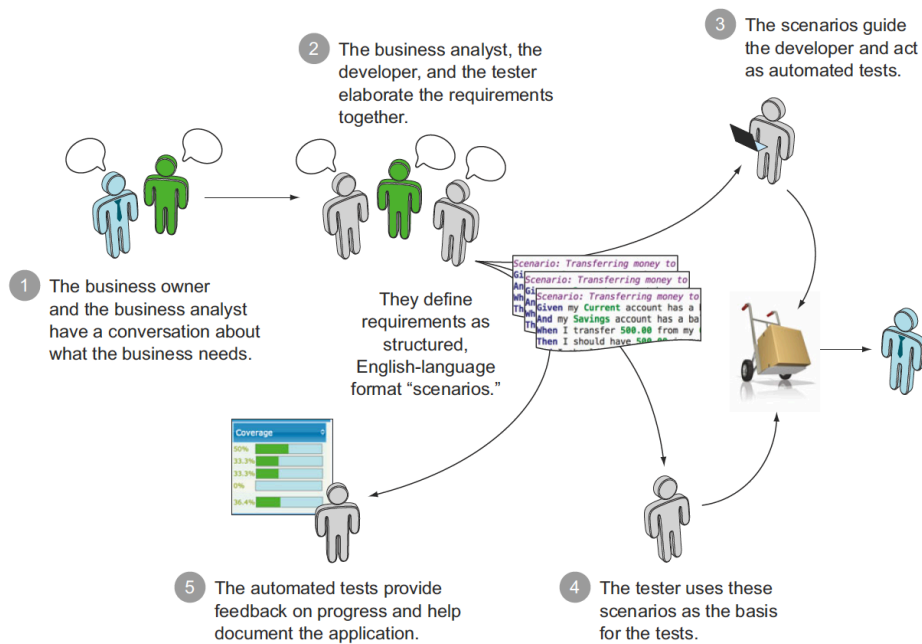 1
The business owner
and the business analyst
have a conversation about
what the business needs.
2
The business analyst, the
developer, and the tester
elaborate the requirements
together.
They define
requirements as
structured,
English-language
format “scenarios.”
Scenario: Transferring money to
Scenario: Transferring money to
Scenario: Transferring money to
Given my Current account has a
And my Savings account has a ba
When I transfer 500.00 from my
Then I should have 500.00
3
The scenarios guide
the developer and act
as automated tests.
4
The tester uses these
scenarios as the basis
for the tests.
Coverage
50%
33.3%
33.3%
0%
36.4%
5
The automated tests provide
feedback on progress and help
document the application.